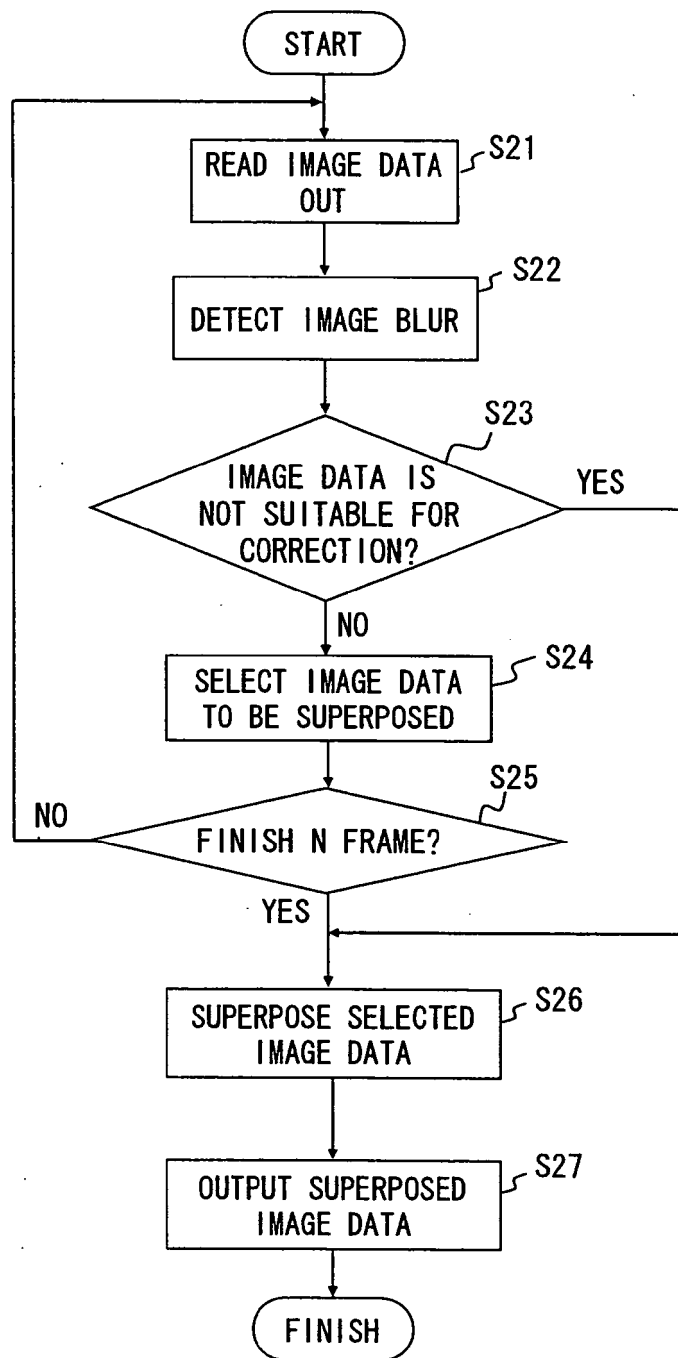 START
S21
READ IMAGE DATA
OUT
S22
DETECT IMAGE BLUR
S23
IMAGE DATA IS
NOT SUITABLE FOR
CORRECTION?
YES
NO
S24
SELECT IMAGE DATA
TO BE SUPERPOSED
S25
NO
FINISH N FRAME?
YES
S26
SUPERPOSE SELECTED
IMAGE DATA
S27
OUTPUT SUPERPOSED
IMAGE DATA
FINISH